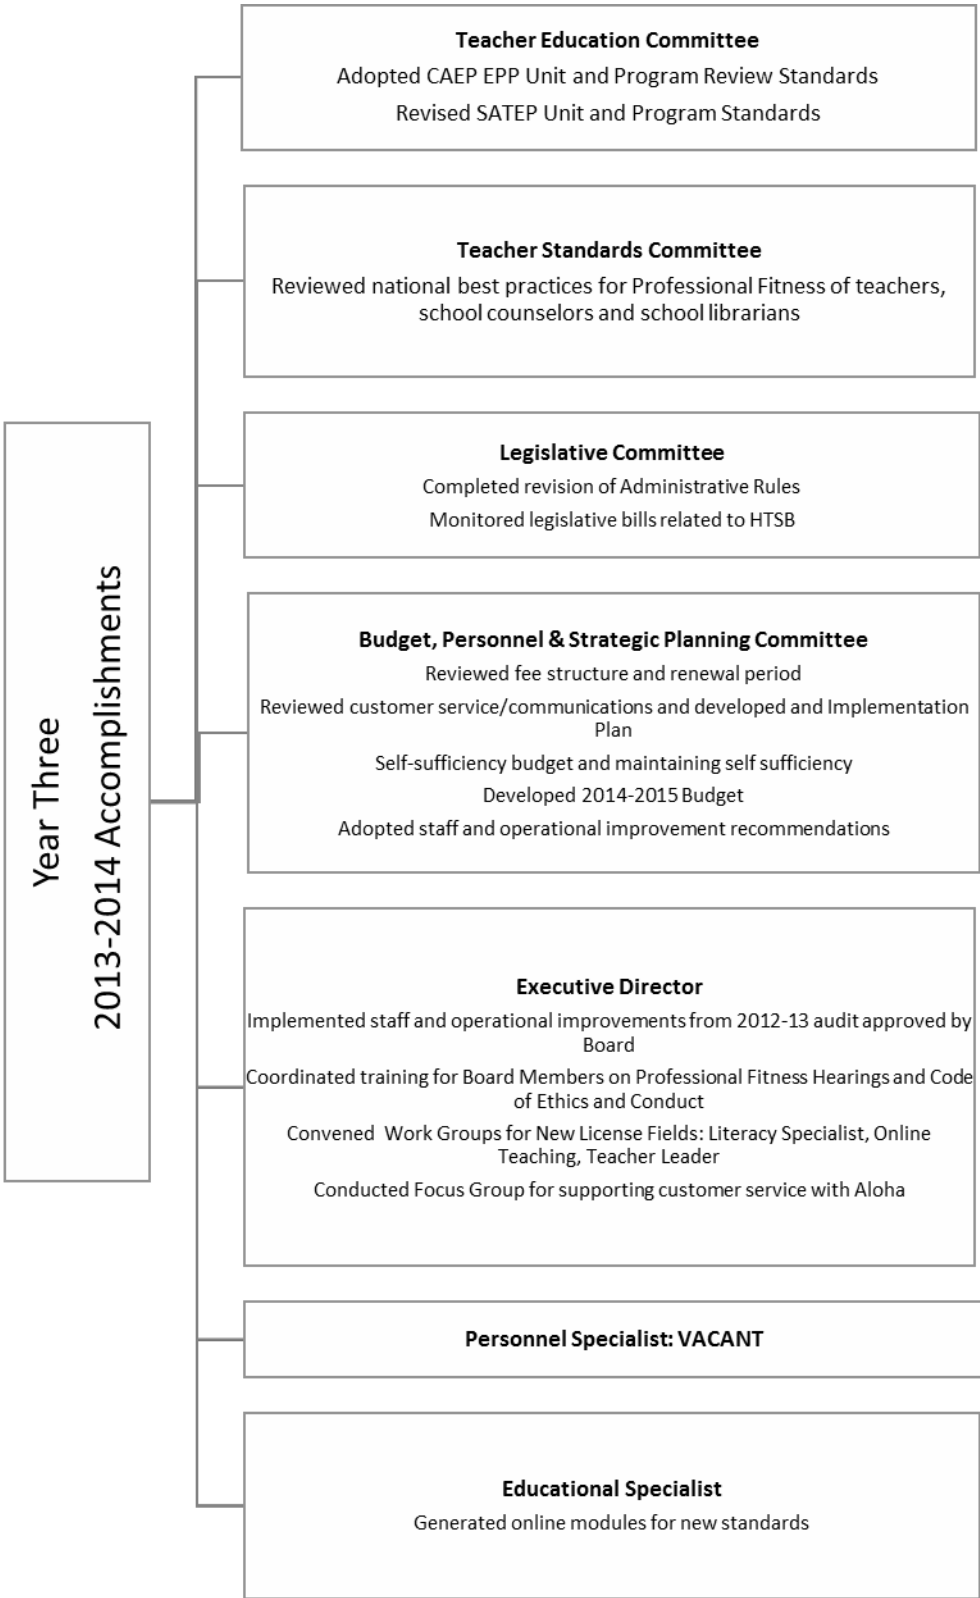 Year Three
2013-2014 Accomplishments
Teacher Education Committee
Adopted CAEP EPP Unit and Program Review Standards
Revised SATEP Unit and Program Standards
Teacher Standards Committee
Reviewed national best practices for Professional Fitness of teachers,
school counselors and school librarians
Legislative Committee
Completed revision of Administrative Rules
Monitored legislative bills related to HTSB
Budget, Personnel & Strategic Planning Committee
Reviewed fee structure and renewal period
Reviewed customer service/communications and developed and Implementation
Plan
Self-sufficiency budget and maintaining self sufficiency
Developed 2014-2015 Budget
Adopted staff and operational improvement recommendations
Executive Director
Implemented staff and operational improvements from 2012-13 audit approved by
Board
Coordinated training for Board Members on Professional Fitness Hearings and Code
of Ethics and Conduct
Convened Work Groups for New License Fields: Literacy Specialist, Online
Teaching, Teacher Leader
Conducted Focus Group for supporting customer service with Aloha
Personnel Specialist: VACANT
Educational Specialist
Generated online modules for new standards